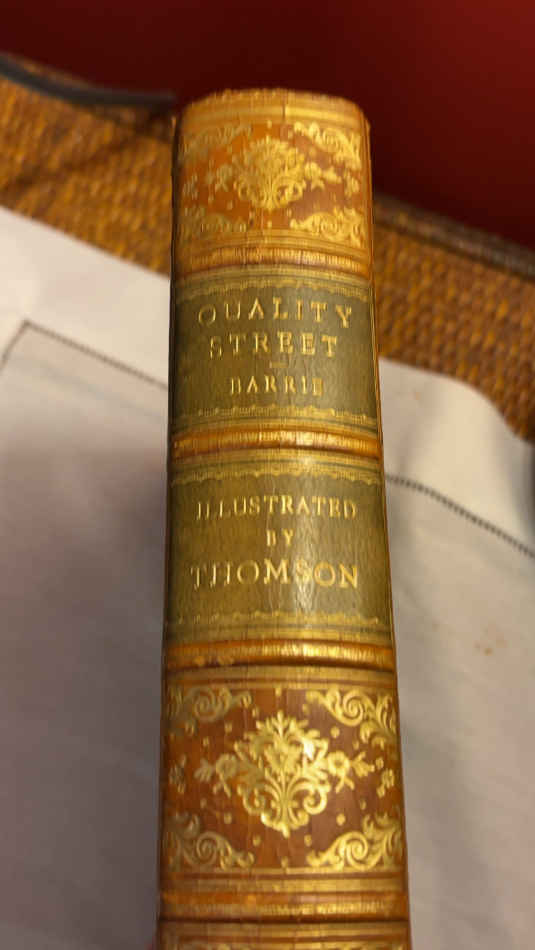 QUALITY
STREET
BARRIE
ILLUSTRATED
BY
THOMSON